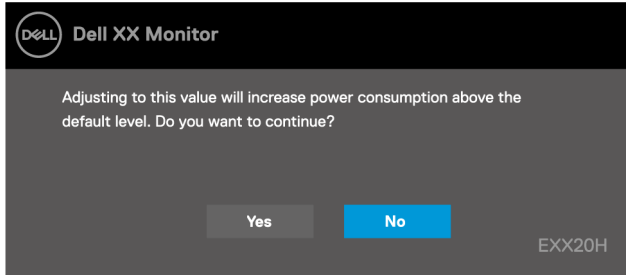 DELL Dell XX Monitor
Adjusting to this value will increase power consumption above the
default level. Do you want to continue?
Yes No
EXX20H